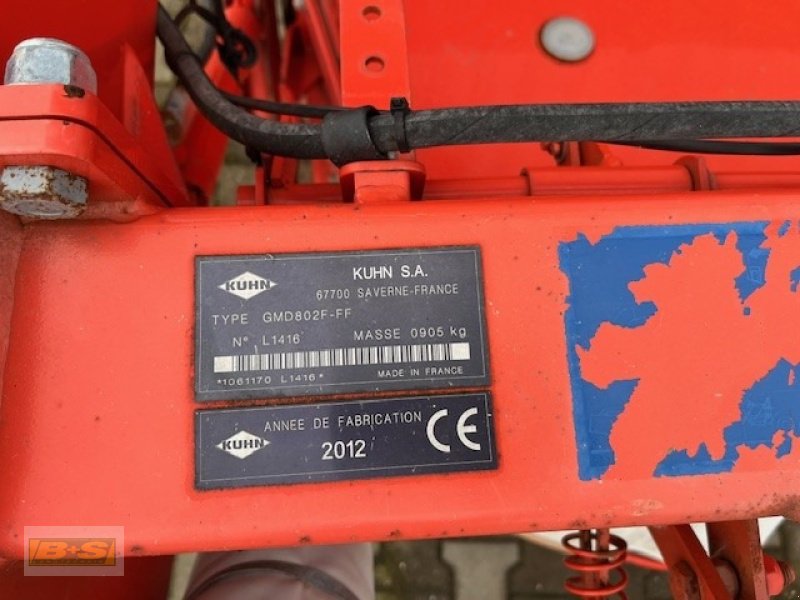 KUHN
KUHN S.A.
67700 SAVERNE-FRANCE
TYPE GMD802F-FF
N° L1416 MASSE 0905 kg
*1061170 L1416* MADE IN FRANCE
KUHN
ANNEE DE FABRICATION
2012
CE
B+S